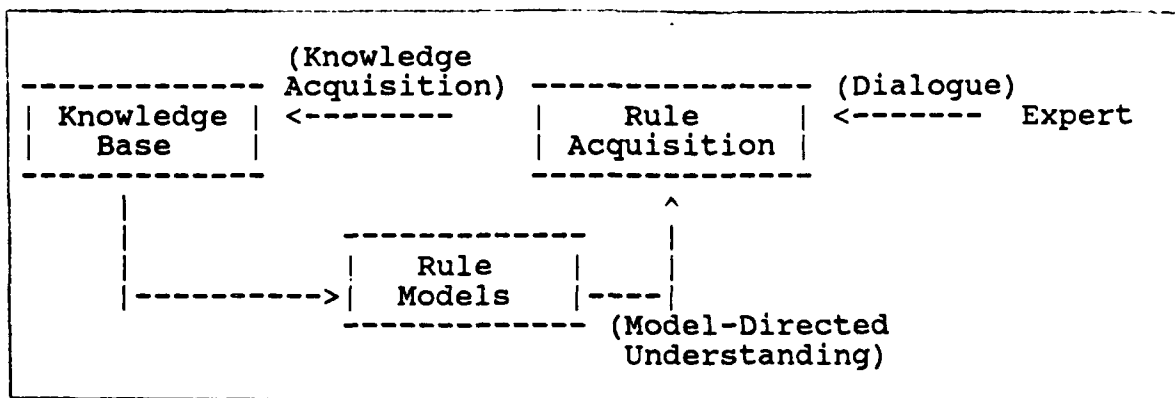 (Knowledge
Acquisition)
(Dialogue)
Knowledge
Base
<--------
Rule
Acquisition
<-------
Expert
Rule
Models
(Model-Directed
Understanding)